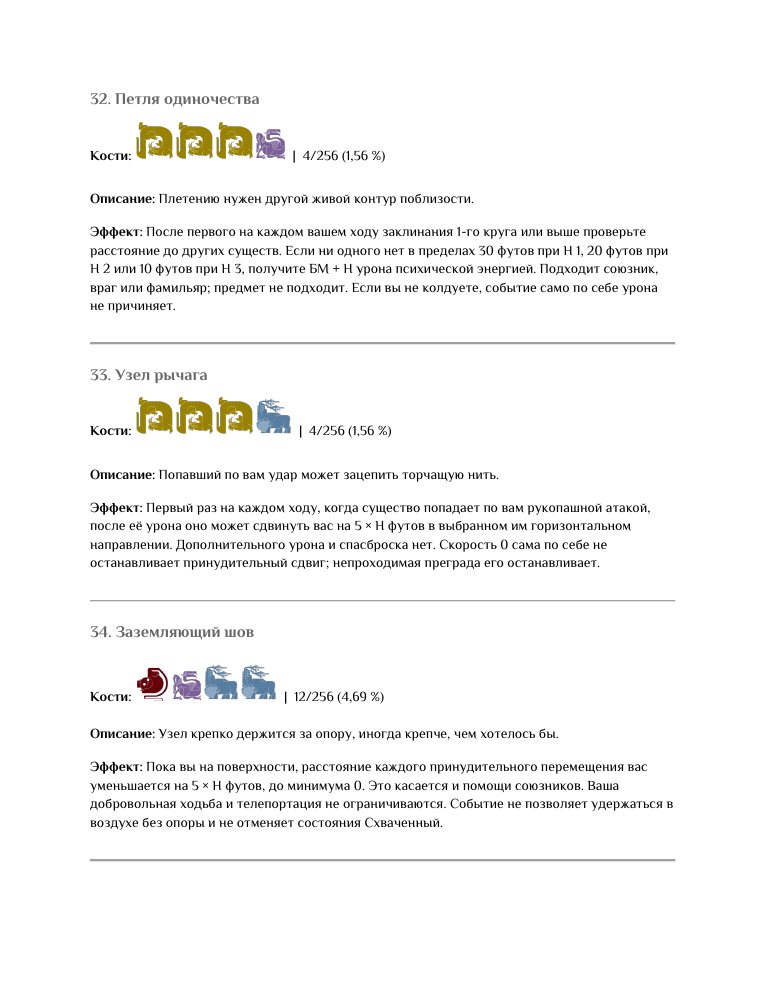 32. Петля одиночества
Кости: | 4/256 (1,56 %)
Описание: Плетению нужен другой живой контур поблизости.
Эффект: После первого на каждом вашем ходу заклинания 1-го круга или выше проверьте
расстояние до других существ. Если ни одного нет в пределах 30 футов при Н 1, 20 футов при
Н 2 или 10 футов при Н 3, получите БМ + Н урона психической энергией. Подходит союзник,
враг или фамильяр; предмет не подходит. Если вы не колдуете, событие само по себе урона
не причиняет.
33. Узел рычага
Кости: | 4/256 (1,56 %)
Описание: Попавший по вам удар может зацепить торчащую нить.
Эффект: Первый раз на каждом ходу, когда существо попадает по вам рукопашной атакой,
после её урона оно может сдвинуть вас на 5 × Н футов в выбранном им горизонтальном
направлении. Дополнительного урона и спасброска нет. Скорость 0 сама по себе не
останавливает принудительный сдвиг; непроходимая преграда его останавливает.
34. Заземляющий шов
Кости: | 12/256 (4,69 %)
Описание: Узел крепко держится за опору, иногда крепче, чем хотелось бы.
Эффект: Пока вы на поверхности, расстояние каждого принудительного перемещения вас
уменьшается на 5 × Н футов, до минимума 0. Это касается и помощи союзников. Ваша
добровольная ходьба и телепортация не ограничиваются. Событие не позволяет удержаться в
воздухе без опоры и не отменяет состояния Схваченный.